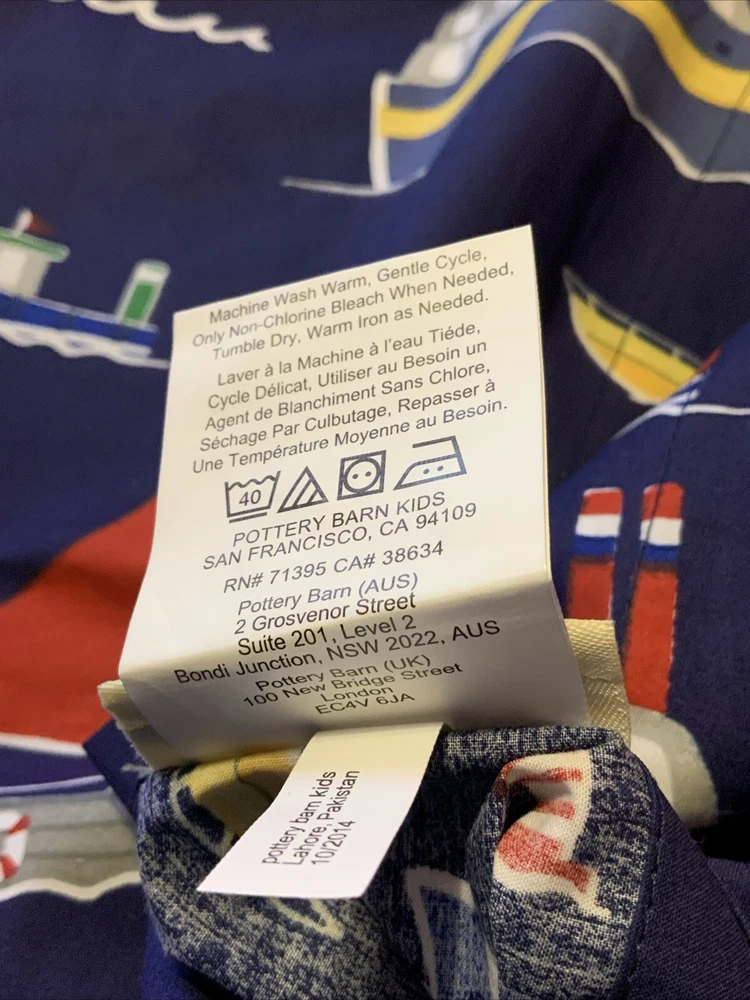 Machine Wash Warm, Gentle Cycle,
Only Non-Chlorine Bleach When Needed,
Tumble Dry, Warm Iron as Needed.
Laver à la Machine à l'eau Tiéde,
Cycle Délicat, Utiliser au Besoin un
Agent de Blanchiment Sans Chlore,
Séchage Par Culbutage, Repasser à
Une Température Moyenne au Besoin.
40
POTTERY BARN KIDS
SAN FRANCISCO, CA 94109
RN# 71395 CA# 38634
Pottery Barn (AUS)
2 Grosvenor Street
Suite 201, Level 2
Bondi Junction, NSW 2022, AUS
Pottery Barn (UK)
100 New Bridge Street
London
EC4V 6JA
pottery barn kids
Lahore, Pakistan
10/2014